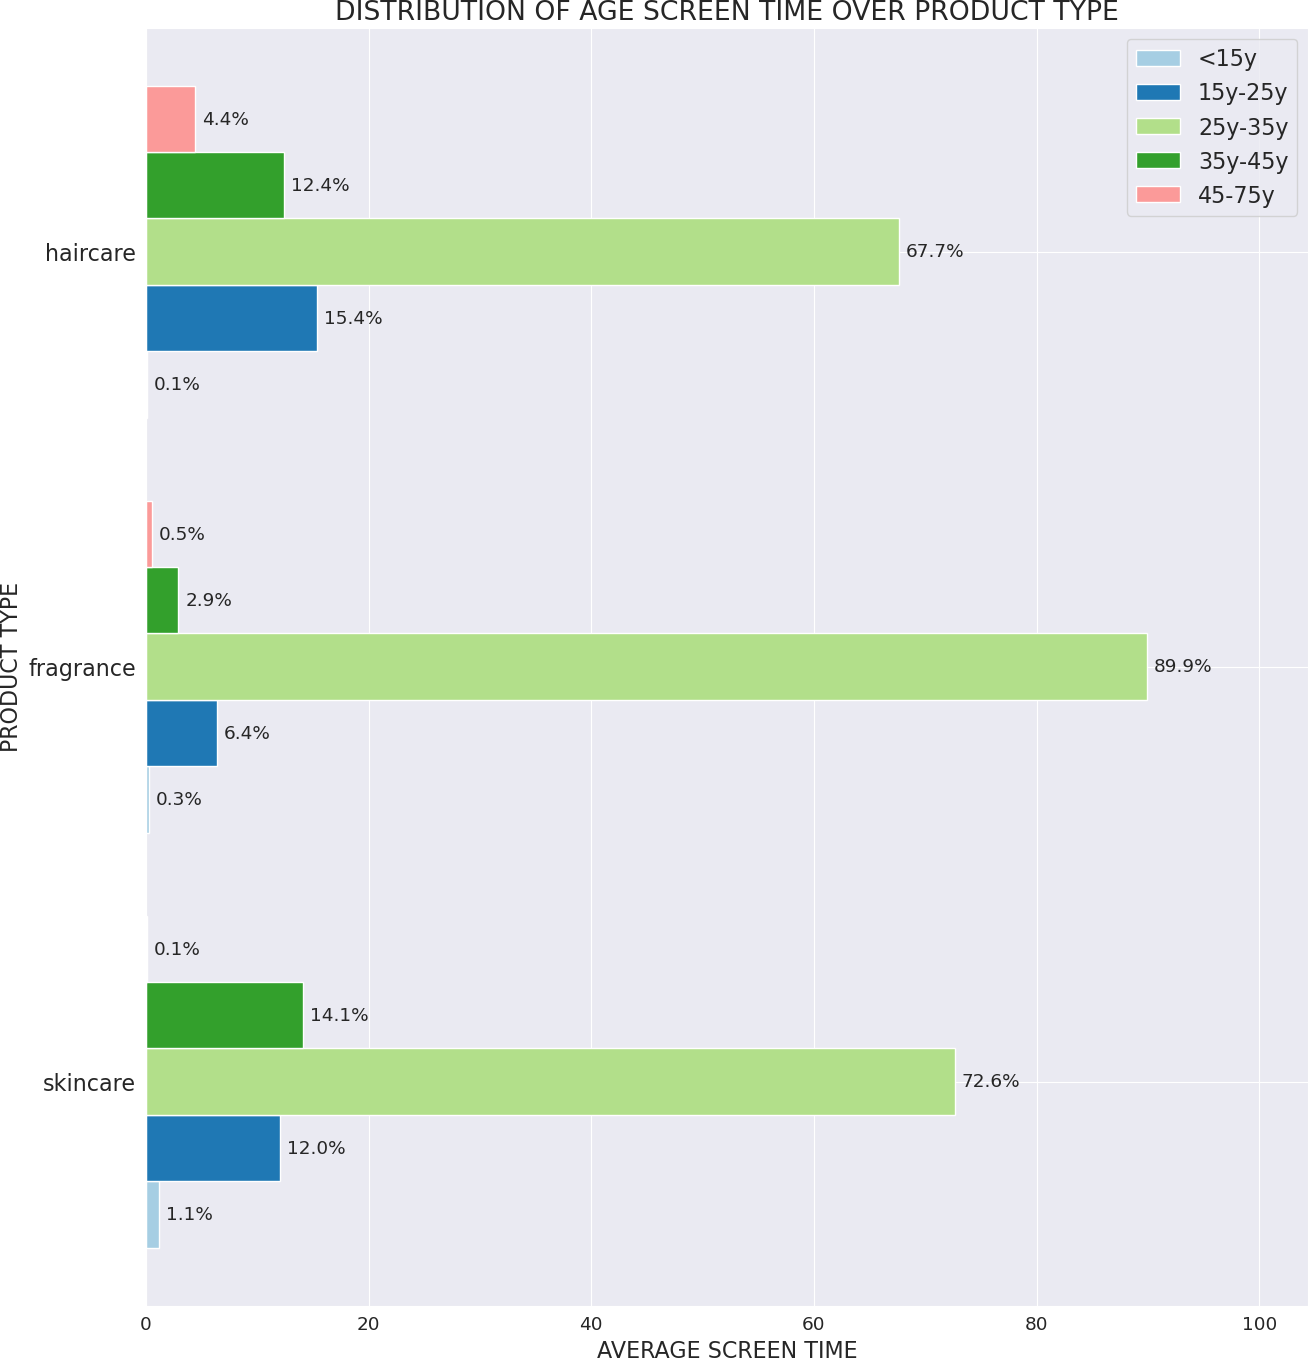 DISTRIBUTION OF AGE SCREEN TIME OVER PRODUCT TYPE
<15y
15y-25y
25y-35y
35y-45y
45-75y
4.4%
12.4%
haircare
67.7%
15.4%
0.1%
0.5%
2.9%
fragrance
89.9%
6.4%
0.3%
PRODUCT TYPE
0.1%
14.1%
skincare
72.6%
12.0%
1.1%
0 20 40 60 80 100
AVERAGE SCREEN TIME